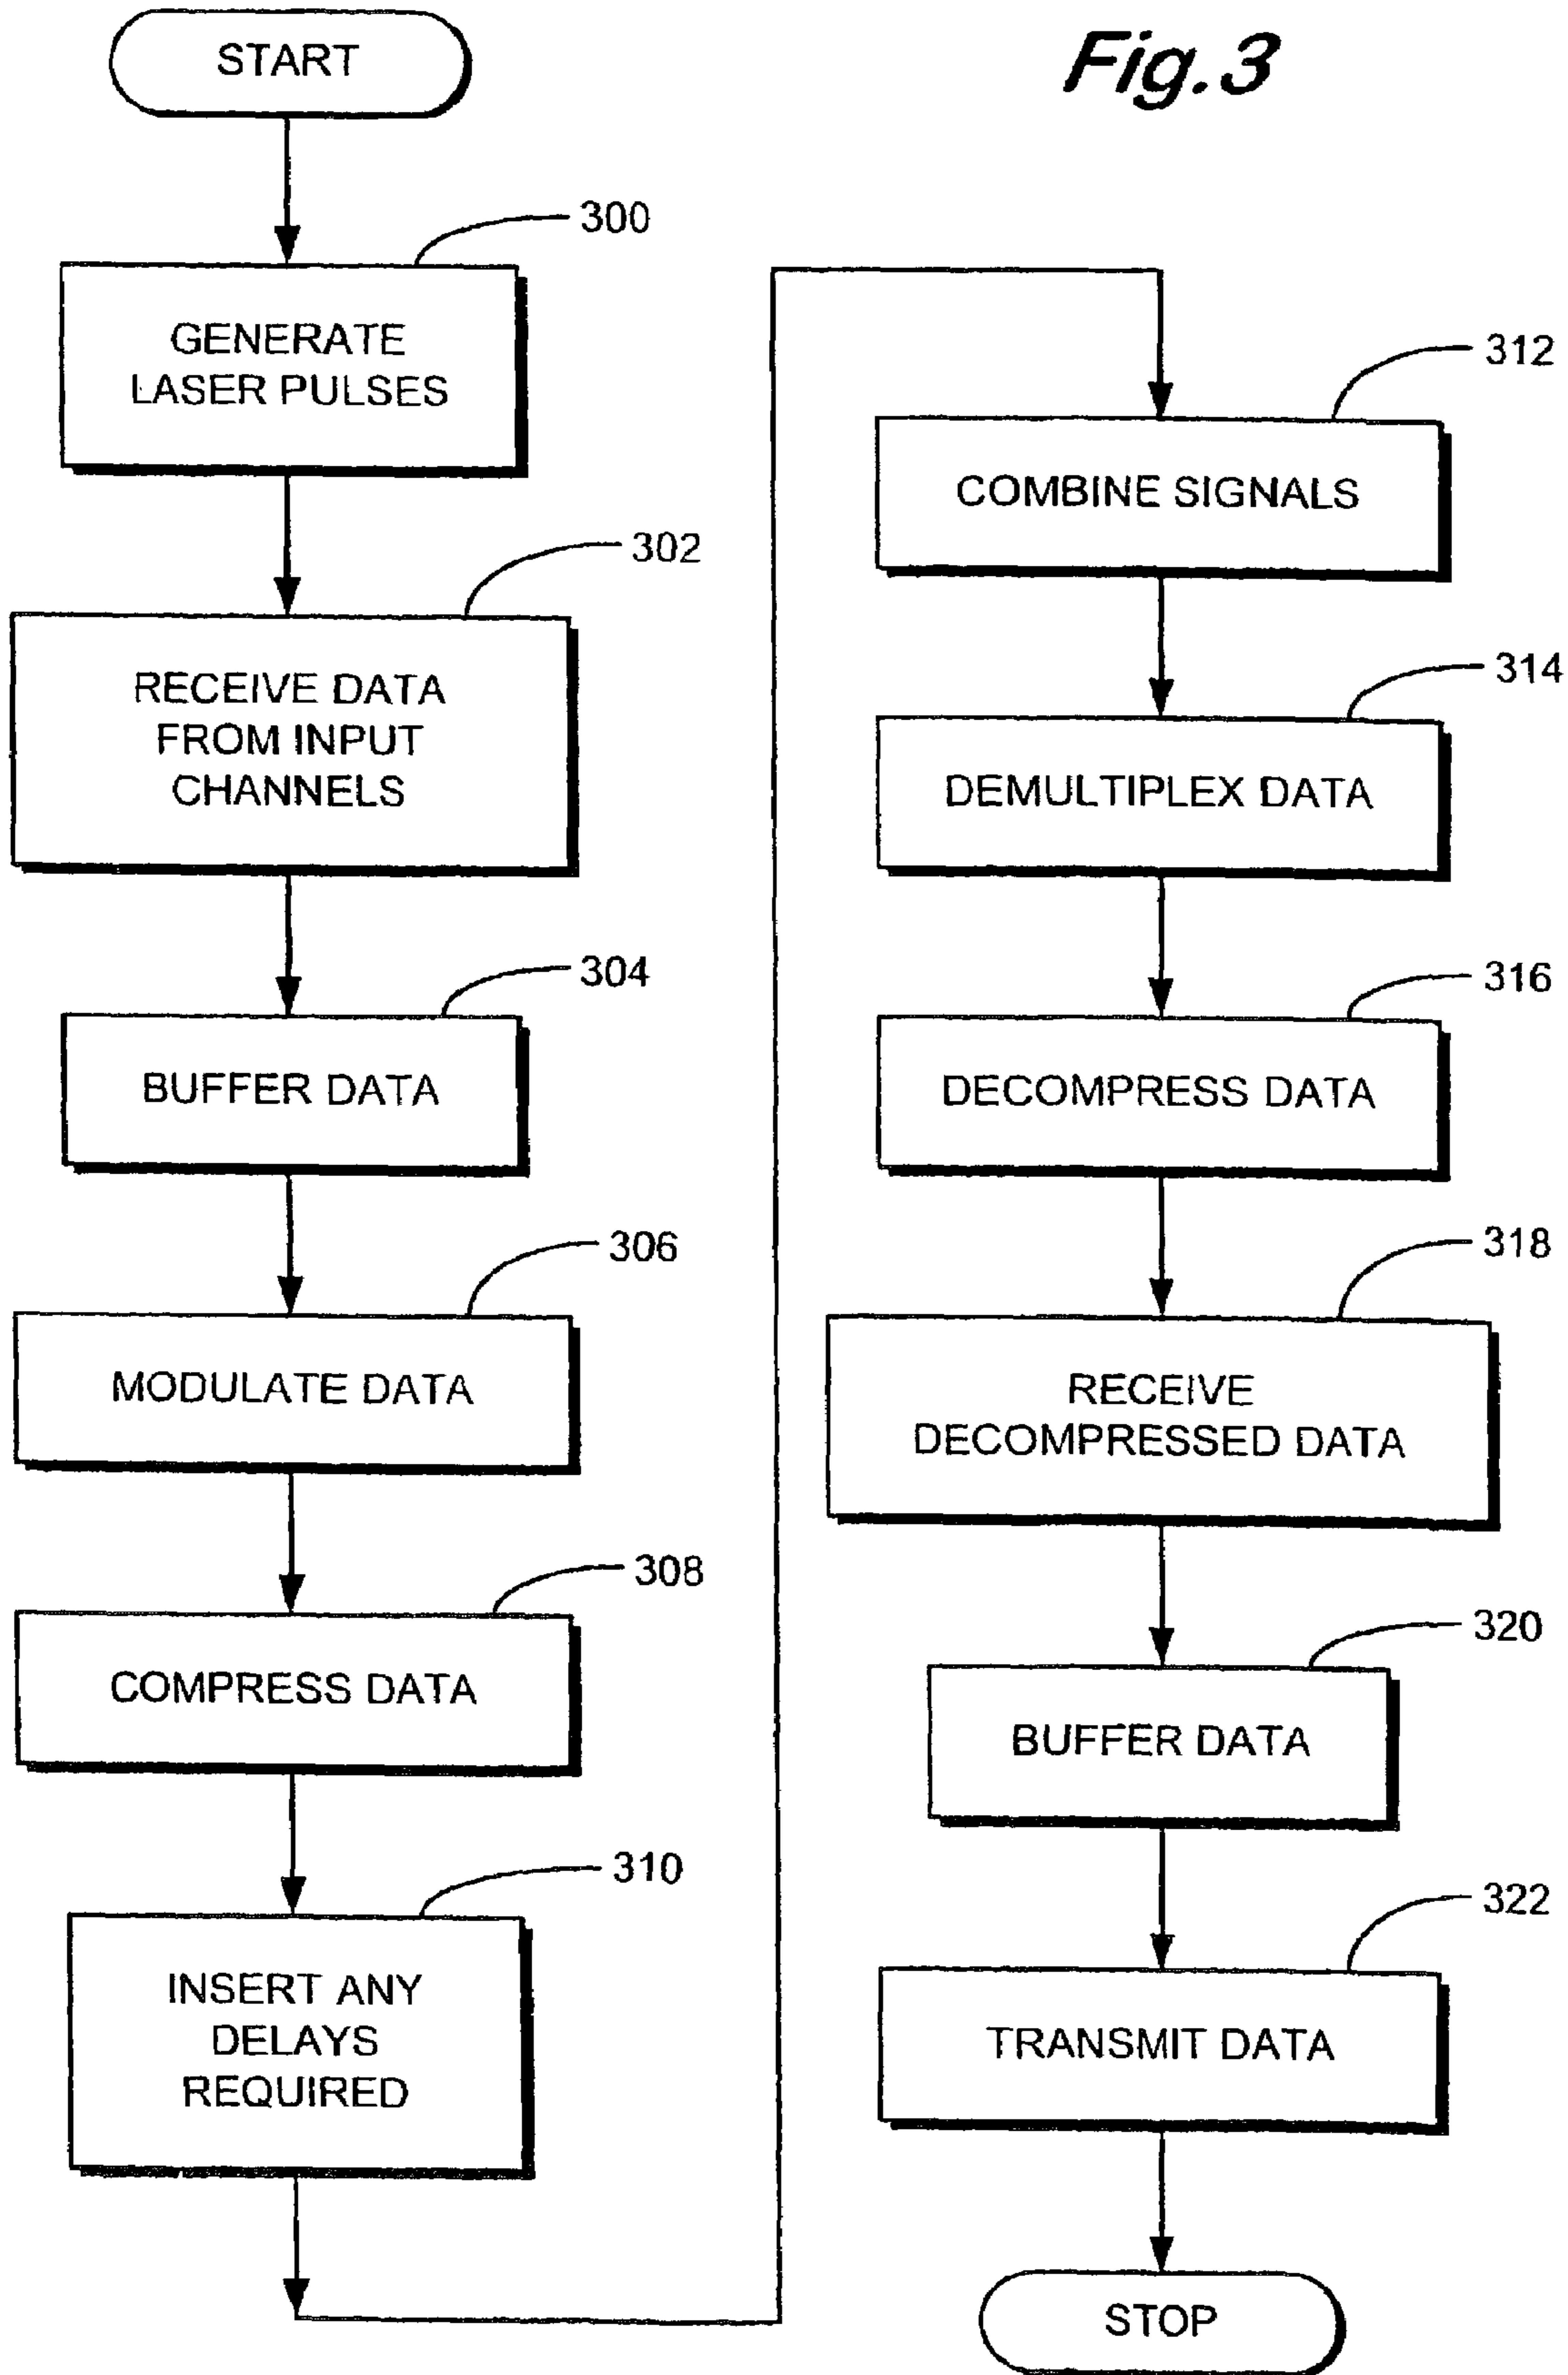 Fig.3
START
300
GENERATE
LASER PULSES
302
RECEIVE DATA
FROM INPUT
CHANNELS
304
BUFFER DATA
306
MODULATE DATA
308
COMPRESS DATA
310
INSERT ANY
DELAYS
REQUIRED
312
COMBINE SIGNALS
314
DEMULTIPLEX DATA
316
DECOMPRESS DATA
318
RECEIVE
DECOMPRESSED DATA
320
BUFFER DATA
322
TRANSMIT DATA
STOP